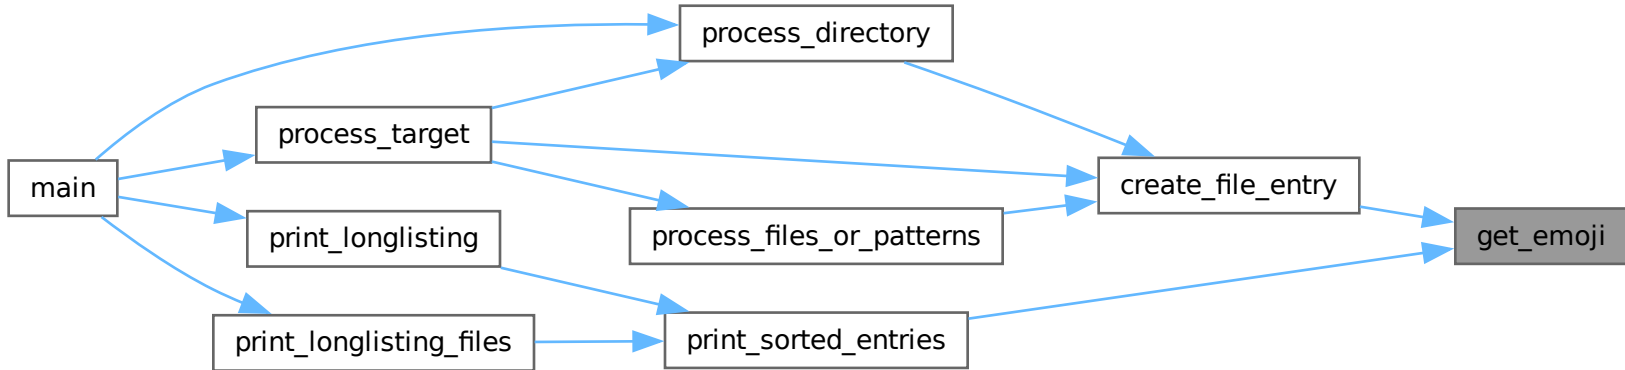 process_directory
process_target
create_file_entry
main
get_emoji
print_longlisting
process_files_or_patterns
print_longlisting_files
print_sorted_entries